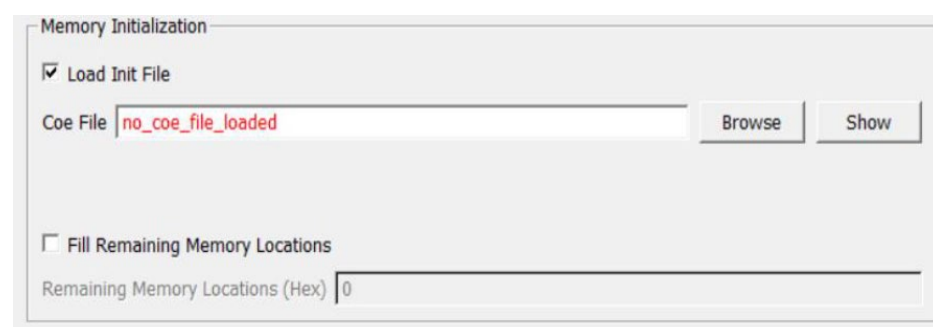 Memory Initialization
Load Init File
Coe File no_coe_file_loaded Browse Show
Fill Remaining Memory Locations
Remaining Memory Locations (Hex) 0